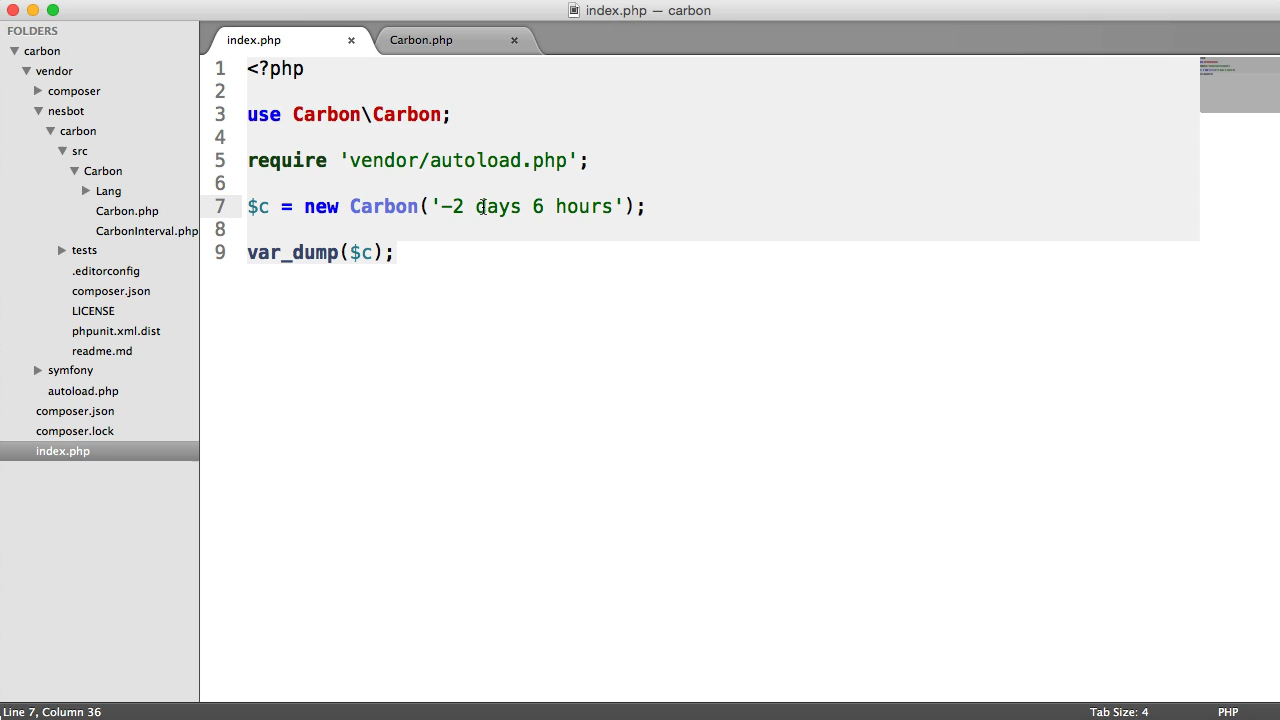 index.php — carbon
FOLDERS
carbon
vendor
composer
nesbot
carbon
src
Carbon
Lang
Carbon.php
CarbonInterval.php
tests
.editorconfig
composer.json
LICENSE
phpunit.xml.dist
readme.md
symfony
autoload.php
composer.json
composer.lock
index.php
index.php ×
Carbon.php ×
1 <?php
2
3 use Carbon\Carbon;
4
5 require 'vendor/autoload.php';
6
7 $c = new Carbon('-2 days 6 hours');
8
9 var_dump($c);
Line 7, Column 36
Tab Size: 4
PHP